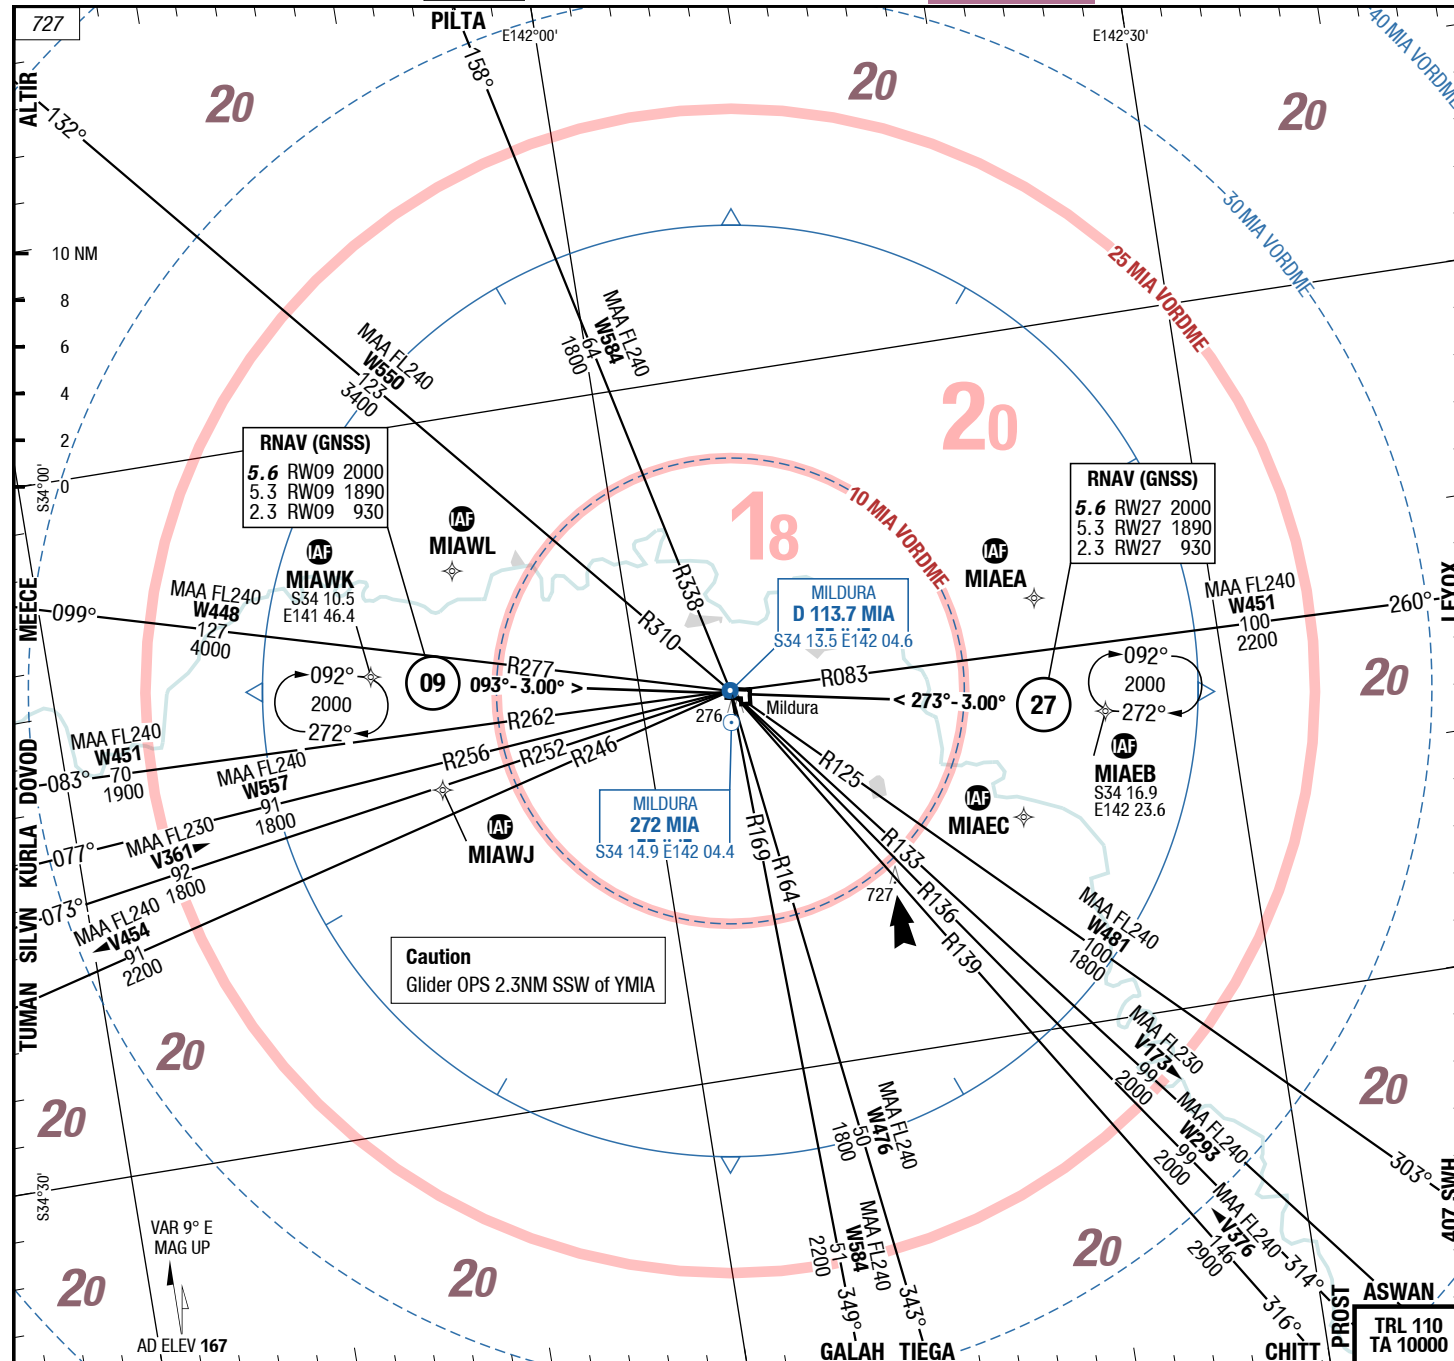 727
PILTA
E142°00'
E142°30'
40 MIA VORDME
ALTIR
20
20
20
158°
132°
30 MIA VORDME
25 MIA VORDME
10 NM
8
6
4
2
0
S34°00'
MAA FL240
W584
64
1800
MAA FL240
W550
123
3400
20
RNAV (GNSS)
5.6 RW09 2000
5.3 RW09 1890
2.3 RW09 930
RNAV (GNSS)
5.6 RW27 2000
5.3 RW27 1890
2.3 RW27 930
18
10 MIA VORDME
IAF
MIAWL
IAF
MIAWK
S34 10.5
E141 46.4
IAF
MIAEA
MEECE
099°
MAA FL240
W448
127
4000
R338
R310
MILDURA
D 113.7 MIA
S34 13.5 E142 04.6
MAA FL240
W451
100
2200
260°
LEYOX
R277
R083
092°
2000
272°
09
093° - 3.00° >
< 273° - 3.00°
27
092°
2000
272°
20
276
Mildura
R262
R256
R252
R246
R125
DOVOD
083°
MAA FL240
W451
70
1900
MAA FL240
W557
91
1800
IAF
MIAEB
S34 16.9
E142 23.6
KURLA
077°
MAA FL230
V361
92
1800
IAF
MIAWJ
MILDURA
272 MIA
S34 14.9 E142 04.4
IAF
MIAEC
R169
R164
R133
R136
R139
727
SILVN
073°
MAA FL240
V454
91
2200
TUMAN
Caution
Glider OPS 2.3NM SSW of YMIA
MAA FL240
W481
100
1800
MAA FL230
V173
99
2000
MAA FL240
W293
99
2000
MAA FL240
V376
146
2900
20
20
20
20
20
20
MAA FL240
W476
50
1800
MAA FL240
W584
51
2200
303°
407 SWH
314°
316°
343°
349°
S34°30'
VAR 9° E
MAG UP
AD ELEV 167
GALAH
TIEGA
CHITT
PROST
ASWAN
TRL 110
TA 10000